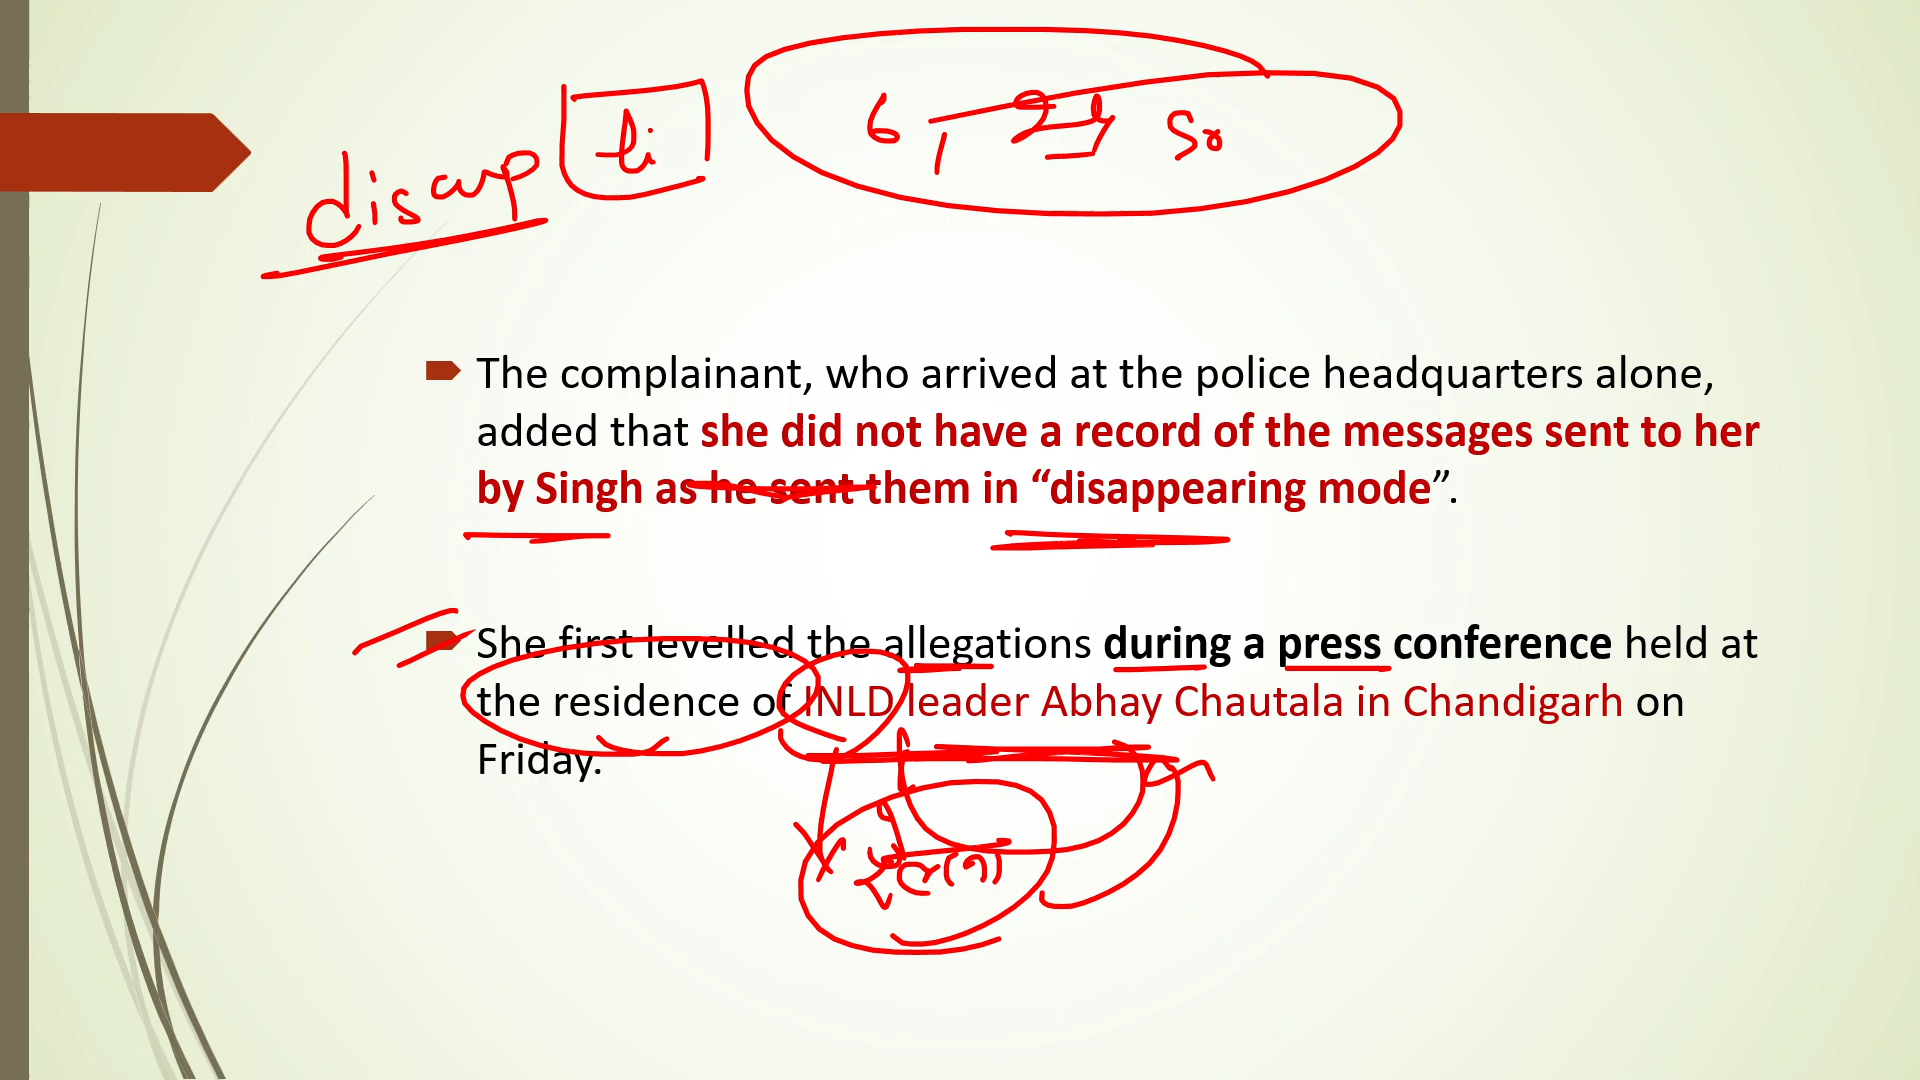 disap
ti
6
The complainant, who arrived at the police headquarters alone,
added that she did not have a record of the messages sent to her
by Singh as he sent them in “disappearing mode”.
She first levelled the allegations during a press conference held at
the residence of INLD leader Abhay Chautala in Chandigarh on
Friday.